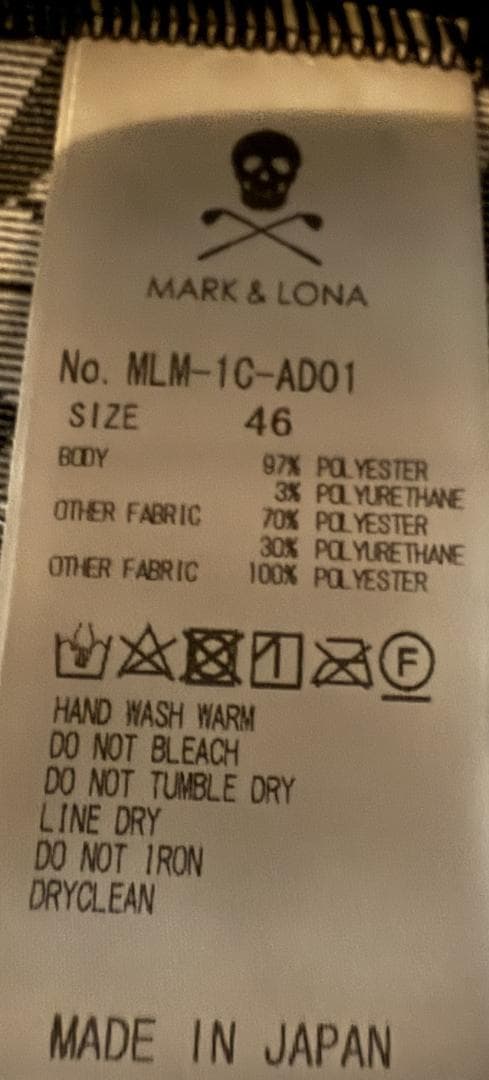 MARK & LONA
No. MLM-1C-AD01
SIZE 46
BODY 97% POLYESTER
3% POLYURETHANE
OTHER FABRIC 70% POLYESTER
30% POLYURETHANE
OTHER FABRIC 100% POLYESTER
F
HAND WASH WARM
DO NOT BLEACH
DO NOT TUMBLE DRY
LINE DRY
DO NOT IRON
DRYCLEAN
MADE IN JAPAN